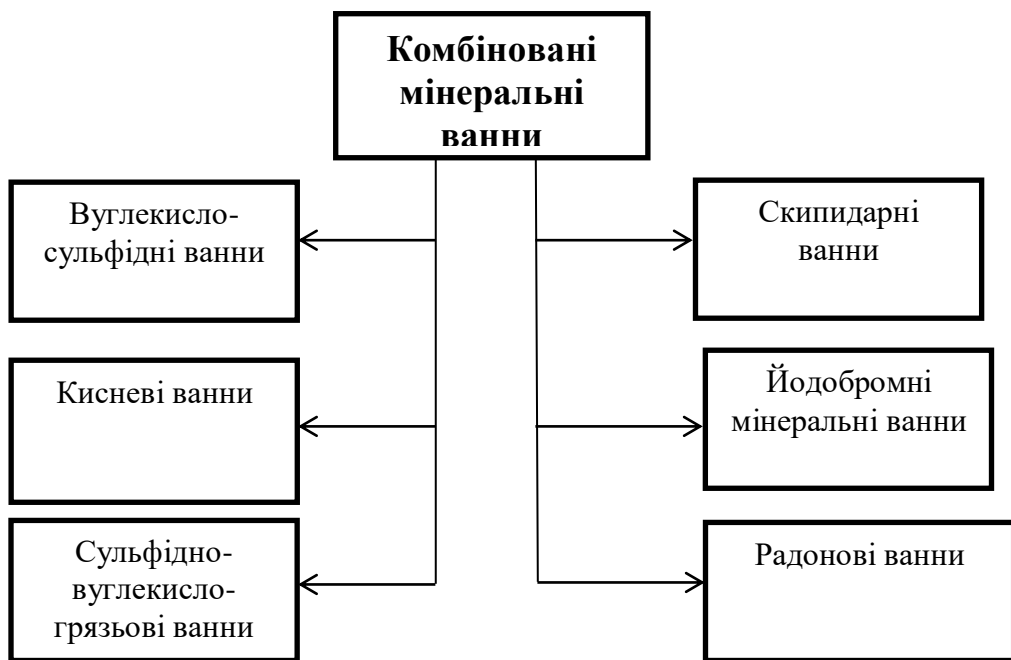 Комбіновані
мінеральні
ванни
Вуглекисло-
сульфідні ванни
Скипидарні
ванни
Кисневі ванни
Йодобромні
мінеральні ванни
Сульфідно-
вуглекисло-
грязьові ванни
Радонові ванни